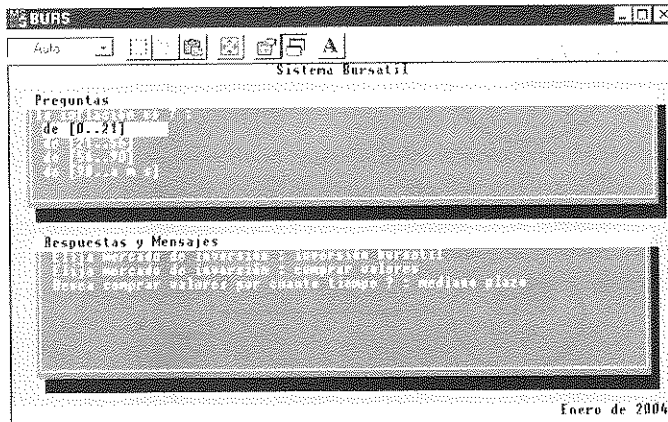 BURS
Auto
A
Sistema Bursatil
Preguntas
de [0..21]
Respuestas y Mensajes
Elija Mercado de Inversion : Inversion Bursatil
Elija Mercado de Inversion : comprar valores
Desea comprar valores por cuanto tiempo ? : mediano plazo
Enero de 2004